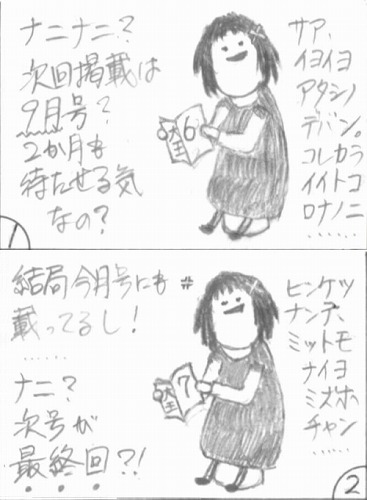 ナニナニ?
次回掲載は
9月号?
2か月も
待たせる気
なの?
6
サア、
イヨイヨ
アタシノ
デバン。
コレカラ
イイトコ
ロナノニ
……
1
結局今月号にも
載ってるし!
……
ナニ?
次号が
最終回?!
7
ヒンケツ
ナンテ、
ミットモ
ナイヨ
ミズホ
チャン
……
2